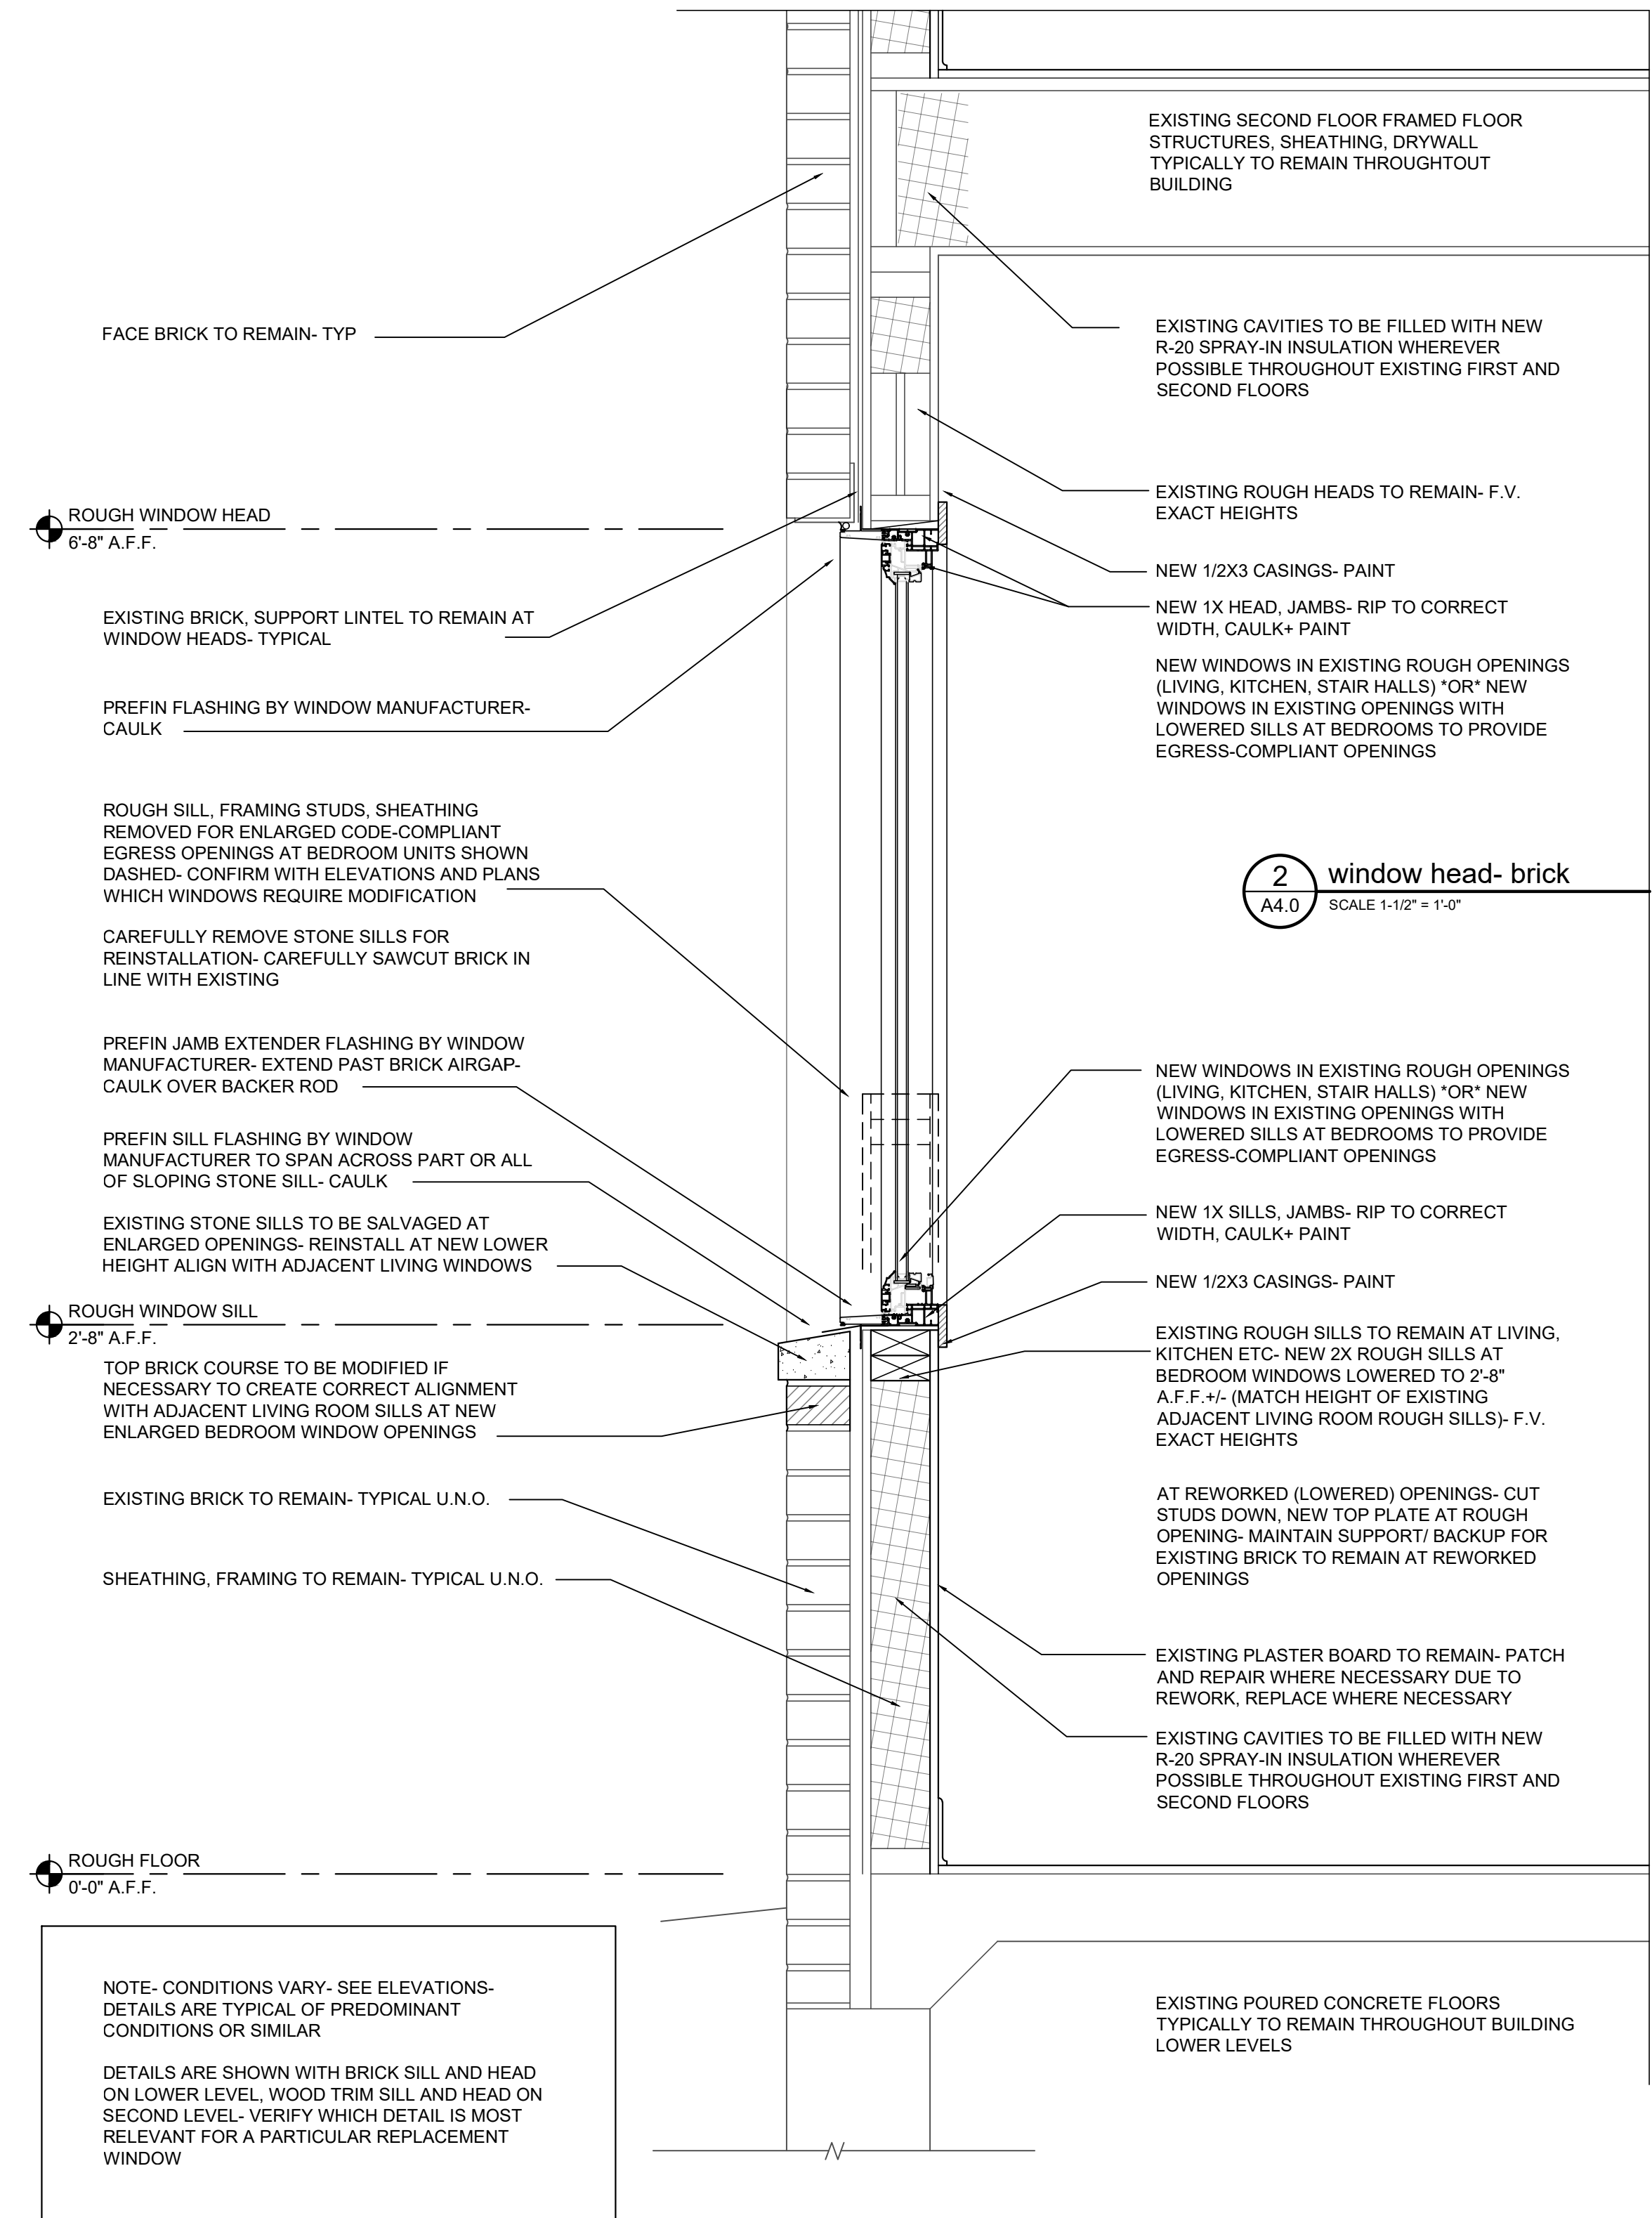 EXISTING SECOND FLOOR FRAMED FLOOR
STRUCTURES, SHEATHING, DRYWALL
TYPICALLY TO REMAIN THROUGHTOUT
BUILDING
FACE BRICK TO REMAIN- TYP
EXISTING CAVITIES TO BE FILLED WITH NEW
R-20 SPRAY-IN INSULATION WHEREVER
POSSIBLE THROUGHOUT EXISTING FIRST AND
SECOND FLOORS
EXISTING ROUGH HEADS TO REMAIN- F.V.
EXACT HEIGHTS
ROUGH WINDOW HEAD
6'-8" A.F.F.
NEW 1/2X3 CASINGS- PAINT
NEW 1X HEAD, JAMBS- RIP TO CORRECT
WIDTH, CAULK+ PAINT
EXISTING BRICK, SUPPORT LINTEL TO REMAIN AT
WINDOW HEADS- TYPICAL
NEW WINDOWS IN EXISTING ROUGH OPENINGS
(LIVING, KITCHEN, STAIR HALLS) *OR* NEW
WINDOWS IN EXISTING OPENINGS WITH
LOWERED SILLS AT BEDROOMS TO PROVIDE
EGRESS-COMPLIANT OPENINGS
PREFIN FLASHING BY WINDOW MANUFACTURER-
CAULK
ROUGH SILL, FRAMING STUDS, SHEATHING
REMOVED FOR ENLARGED CODE-COMPLIANT
EGRESS OPENINGS AT BEDROOM UNITS SHOWN
DASHED- CONFIRM WITH ELEVATIONS AND PLANS
WHICH WINDOWS REQUIRE MODIFICATION
2
A4.0
window head- brick
SCALE 1-1/2" = 1'-0"
CAREFULLY REMOVE STONE SILLS FOR
REINSTALLATION- CAREFULLY SAWCUT BRICK IN
LINE WITH EXISTING
PREFIN JAMB EXTENDER FLASHING BY WINDOW
MANUFACTURER- EXTEND PAST BRICK AIRGAP-
CAULK OVER BACKER ROD
NEW WINDOWS IN EXISTING ROUGH OPENINGS
(LIVING, KITCHEN, STAIR HALLS) *OR* NEW
WINDOWS IN EXISTING OPENINGS WITH
LOWERED SILLS AT BEDROOMS TO PROVIDE
EGRESS-COMPLIANT OPENINGS
PREFIN SILL FLASHING BY WINDOW
MANUFACTURER TO SPAN ACROSS PART OR ALL
OF SLOPING STONE SILL- CAULK
NEW 1X SILLS, JAMBS- RIP TO CORRECT
WIDTH, CAULK+ PAINT
EXISTING STONE SILLS TO BE SALVAGED AT
ENLARGED OPENINGS- REINSTALL AT NEW LOWER
HEIGHT ALIGN WITH ADJACENT LIVING WINDOWS
NEW 1/2X3 CASINGS- PAINT
ROUGH WINDOW SILL
2'-8" A.F.F.
EXISTING ROUGH SILLS TO REMAIN AT LIVING,
KITCHEN ETC- NEW 2X ROUGH SILLS AT
BEDROOM WINDOWS LOWERED TO 2'-8"
A.F.F.+/- (MATCH HEIGHT OF EXISTING
ADJACENT LIVING ROOM ROUGH SILLS)- F.V.
EXACT HEIGHTS
TOP BRICK COURSE TO BE MODIFIED IF
NECESSARY TO CREATE CORRECT ALIGNMENT
WITH ADJACENT LIVING ROOM SILLS AT NEW
ENLARGED BEDROOM WINDOW OPENINGS
EXISTING BRICK TO REMAIN- TYPICAL U.N.O.
AT REWORKED (LOWERED) OPENINGS- CUT
STUDS DOWN, NEW TOP PLATE AT ROUGH
OPENING- MAINTAIN SUPPORT/ BACKUP FOR
EXISTING BRICK TO REMAIN AT REWORKED
OPENINGS
SHEATHING, FRAMING TO REMAIN- TYPICAL U.N.O.
EXISTING PLASTER BOARD TO REMAIN- PATCH
AND REPAIR WHERE NECESSARY DUE TO
REWORK, REPLACE WHERE NECESSARY
EXISTING CAVITIES TO BE FILLED WITH NEW
R-20 SPRAY-IN INSULATION WHEREVER
POSSIBLE THROUGHOUT EXISTING FIRST AND
SECOND FLOORS
ROUGH FLOOR
0'-0" A.F.F.
NOTE- CONDITIONS VARY- SEE ELEVATIONS-
DETAILS ARE TYPICAL OF PREDOMINANT
CONDITIONS OR SIMILAR
DETAILS ARE SHOWN WITH BRICK SILL AND HEAD
ON LOWER LEVEL, WOOD TRIM SILL AND HEAD ON
SECOND LEVEL- VERIFY WHICH DETAIL IS MOST
RELEVANT FOR A PARTICULAR REPLACEMENT
WINDOW
EXISTING POURED CONCRETE FLOORS
TYPICALLY TO REMAIN THROUGHOUT BUILDING
LOWER LEVELS